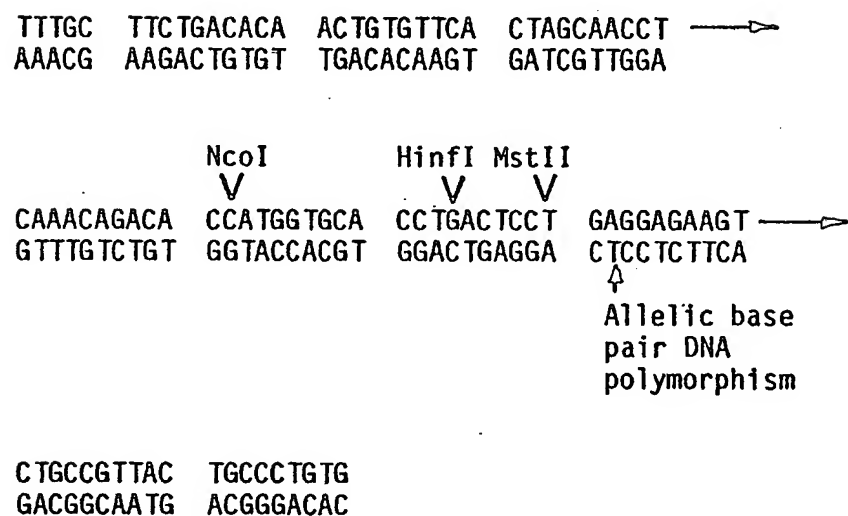 TTTGC TTCTGACACA ACTGTGTTCA CTAGCAACCT
AAACG AAGACTGTGT TGACACAAGT GATCGTTGGA
NcoI HinfI MstII
CAAACAGACA CCATGGTGCA CCTGACTCCT GAGGAGAAGT
GTTTGTCTGT GGTACCACGT GGACTGAGGA CTCCTCTTCA
Allelic base
pair DNA
polymorphism
CTGCCGTTAC TGCCCTGTG
GACGGCAATG ACGGGACAC